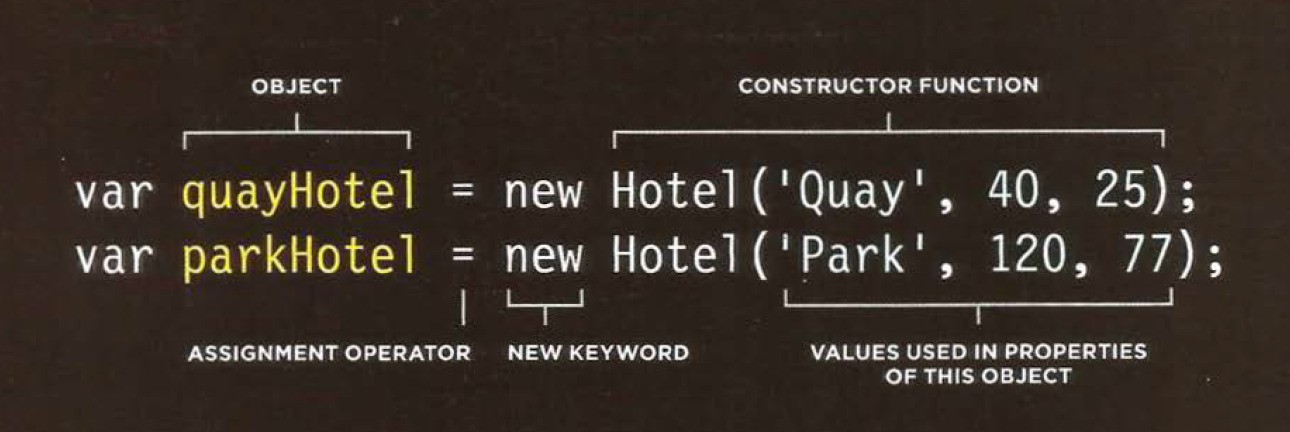 OBJECT CONSTRUCTOR FUNCTION
var quayHotel = new Hotel('Quay', 40, 25);
var parkHotel = new Hotel('Park', 120, 77);
ASSIGNMENT OPERATOR NEW KEYWORD VALUES USED IN PROPERTIES
OF THIS OBJECT